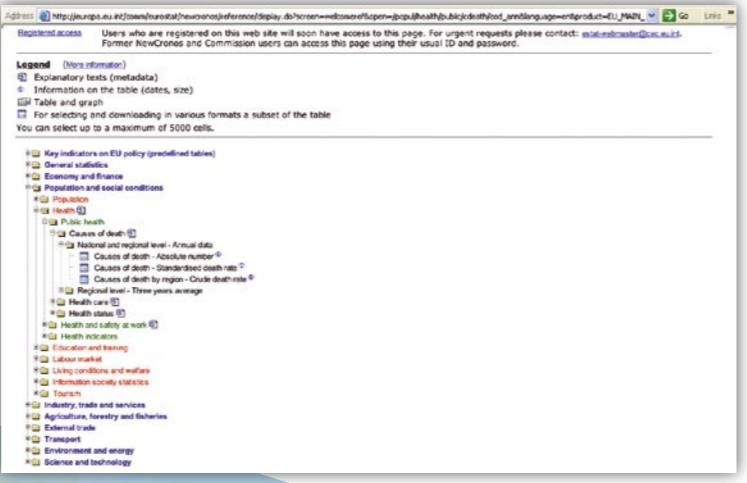 Address http://europa.eu.int/comm/eurostat/newcronos/reference/display.do?screen=welcomeref&open=/popul/health/public/cdeath/cod_ann&language=en&product=EU_MAIN_ Go Links »
Registered access Users who are registered on this web site will soon have access to this page. For urgent requests please contact: estat-webmaster@cec.eu.int.
Former NewCronos and Commission users can access this page using their usual ID and password.
Legend (More information)
Explanatory texts (metadata)
Information on the table (dates, size)
Table and graph
For selecting and downloading in various formats a subset of the table
You can select up to a maximum of 5000 cells.
Key indicators on EU policy (predefined tables)
General statistics
Economy and finance
Population and social conditions
Population
Health
Public health
Causes of death
National and regional level - Annual data
Causes of death - Absolute number
Causes of death - Standardised death rate
Causes of death by region - Crude death rate
Regional level - Three years average
Health care
Health status
Health and safety at work
Health indicators
Education and training
Labour market
Living conditions and welfare
Information society statistics
Tourism
Industry, trade and services
Agriculture, forestry and fisheries
External trade
Transport
Environment and energy
Science and technology